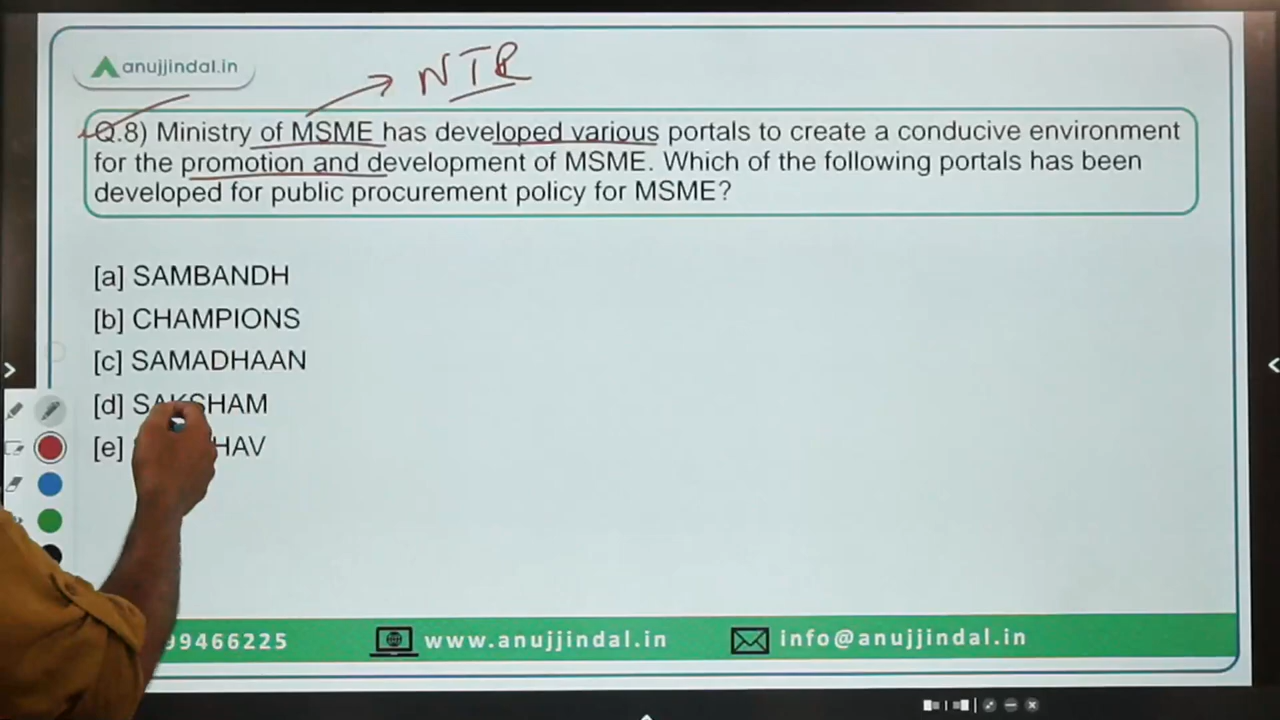 anujjindal.in
NTR
Q.8) Ministry of MSME has developed various portals to create a conducive environment
for the promotion and development of MSME. Which of the following portals has been
developed for public procurement policy for MSME?
[a] SAMBANDH
[b] CHAMPIONS
[c] SAMADHAAN
[d] SAKSHAM
[e]
99466225 www.anujjindal.in info@anujjindal.in